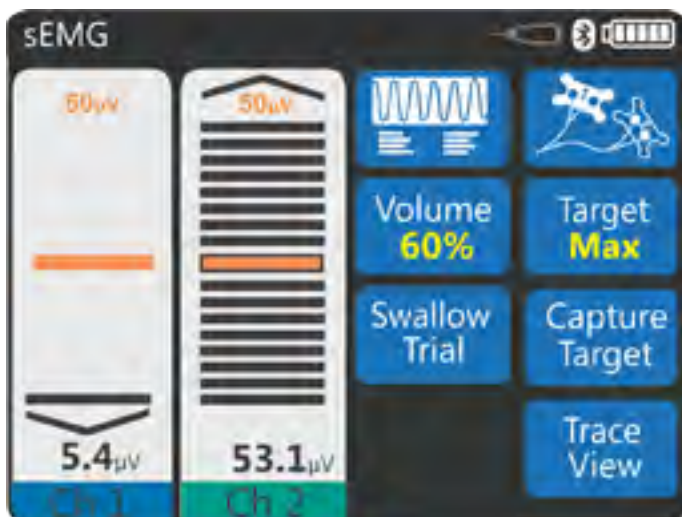 sEMG
50µV
50µV
Volume
60%
Target
Max
Swallow
Trial
Capture
Target
5.4µV
53.1µV
Trace
View
Ch 1
Ch 2